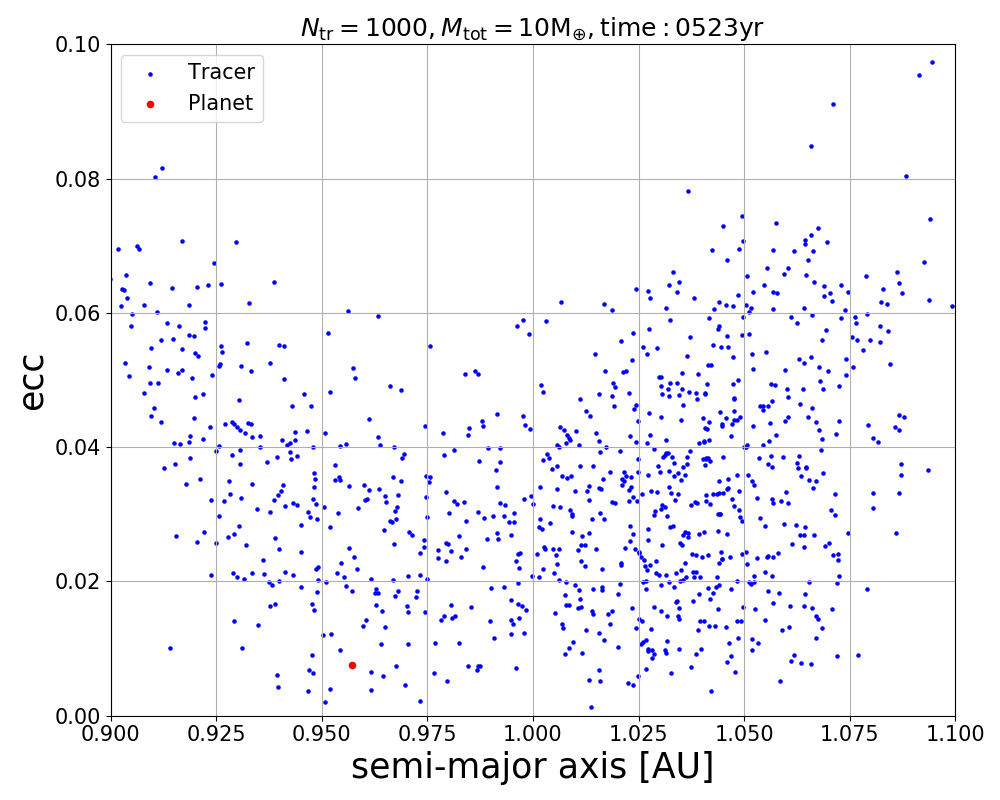 N_tr = 1000, M_tot = 10M_⊕, time : 0523yr
Tracer
Planet
ecc
0.10
0.08
0.06
0.04
0.02
0.00
0.900 0.925 0.950 0.975 1.000 1.025 1.050 1.075 1.100
semi-major axis [AU]